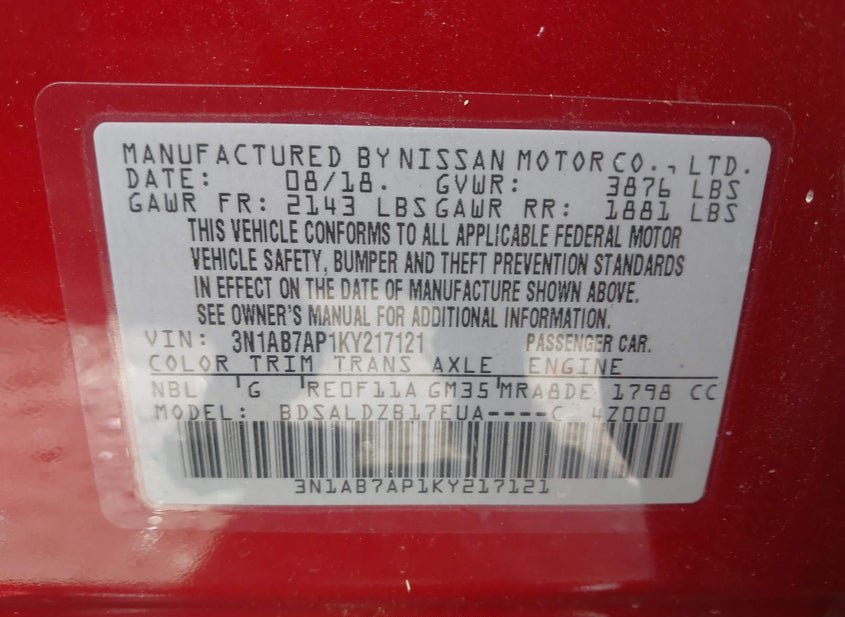 MANUFACTURED BY NISSAN MOTOR CO., LTD.
DATE: 08/18. GVWR: 3876 LBS
GAWR FR: 2143 LBS GAWR RR: 1881 LBS
THIS VEHICLE CONFORMS TO ALL APPLICABLE FEDERAL MOTOR
VEHICLE SAFETY, BUMPER AND THEFT PREVENTION STANDARDS
IN EFFECT ON THE DATE OF MANUFACTURE SHOWN ABOVE.
SEE OWNER'S MANUAL FOR ADDITIONAL INFORMATION.
VIN: 3N1AB7AP1KY217121 PASSENGER CAR.
COLOR TRIM TRANS AXLE ENGINE
NBL G RE0F11A GM35 MRA8DE 1798 CC
MODEL: BDSALDZB17EUA----C 4Z000
3N1AB7AP1KY217121